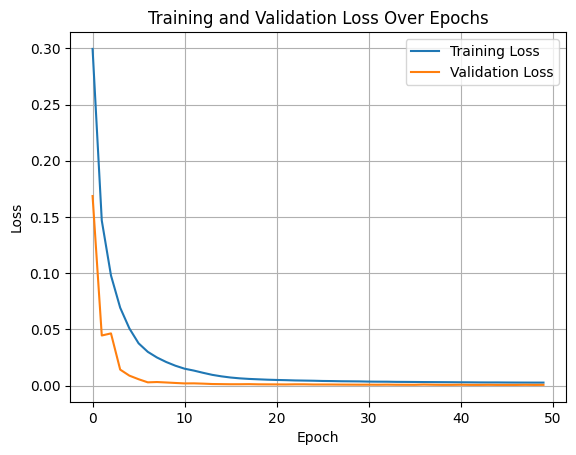 Training and Validation Loss Over Epochs
Training Loss
Validation Loss
0.30
0.25
0.20
0.15
0.10
0.05
0.00
Loss
0 10 20 30 40 50
Epoch